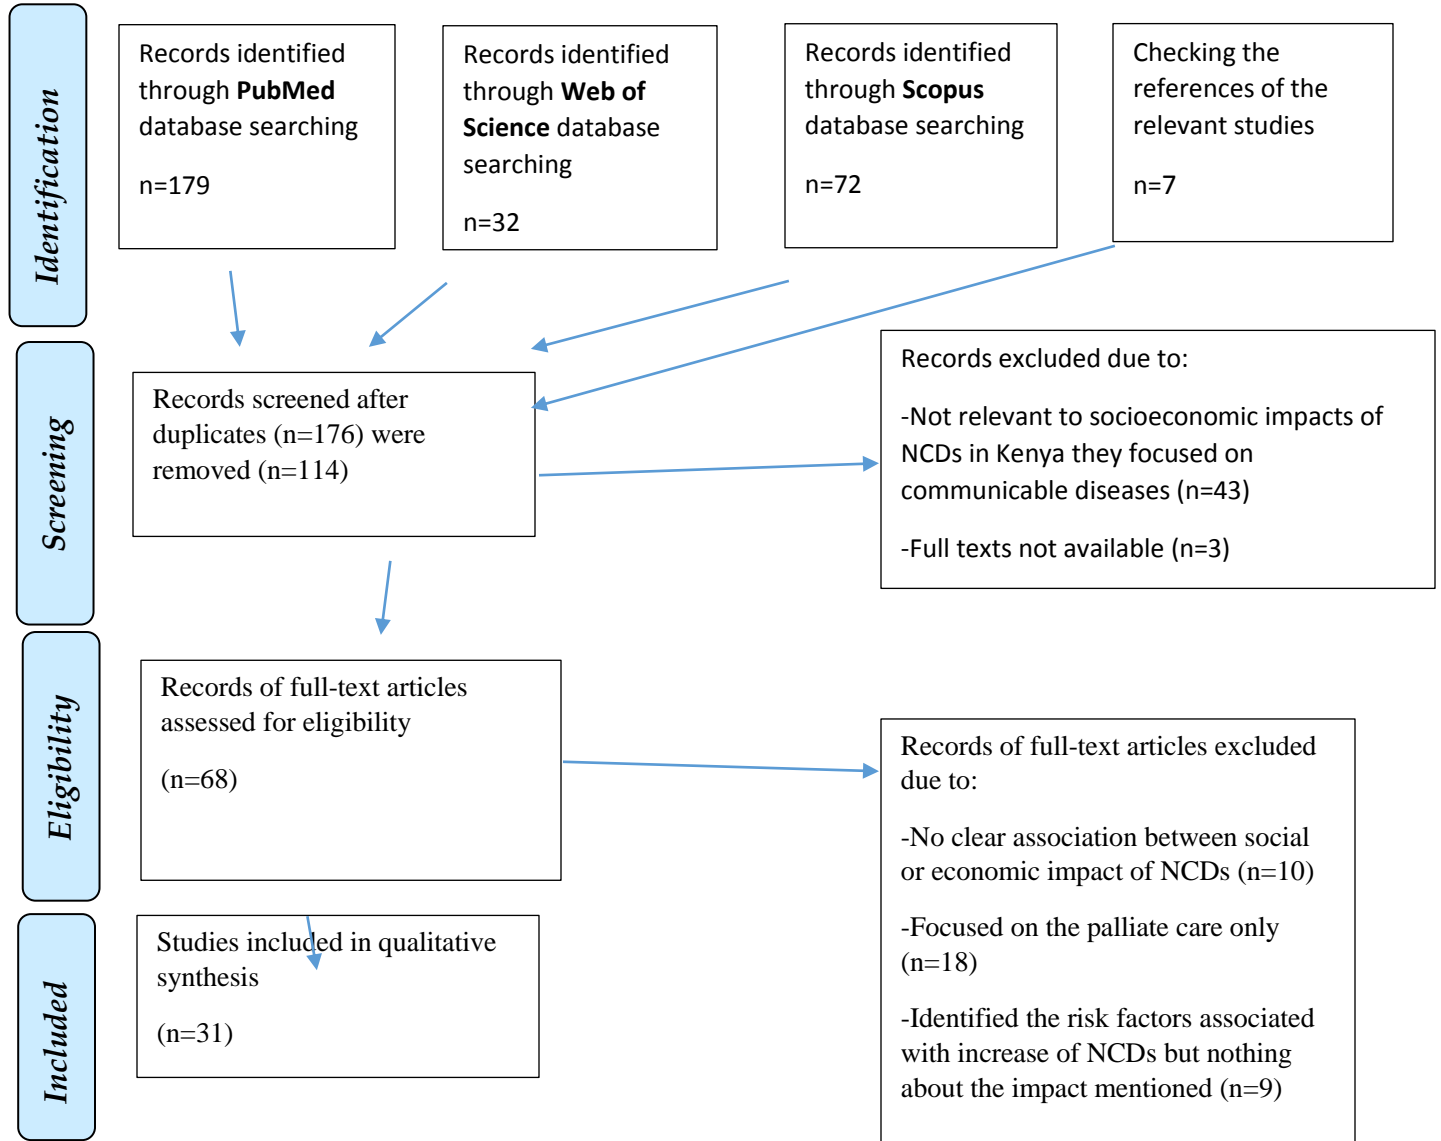 Identification
Records identified
through PubMed
database searching
n=179
Records identified
through Web of
Science database
searching
n=32
Records identified
through Scopus
database searching
n=72
Checking the
references of the
relevant studies
n=7
Screening
Records screened after
duplicates (n=176) were
removed (n=114)
Records excluded due to:
-Not relevant to socioeconomic impacts of
NCDs in Kenya they focused on
communicable diseases (n=43)
-Full texts not available (n=3)
Eligibility
Records of full-text articles
assessed for eligibility
(n=68)
Records of full-text articles excluded
due to:
-No clear association between social
or economic impact of NCDs (n=10)
-Focused on the palliate care only
(n=18)
-Identified the risk factors associated
with increase of NCDs but nothing
about the impact mentioned (n=9)
Included
Studies included in qualitative
synthesis
(n=31)